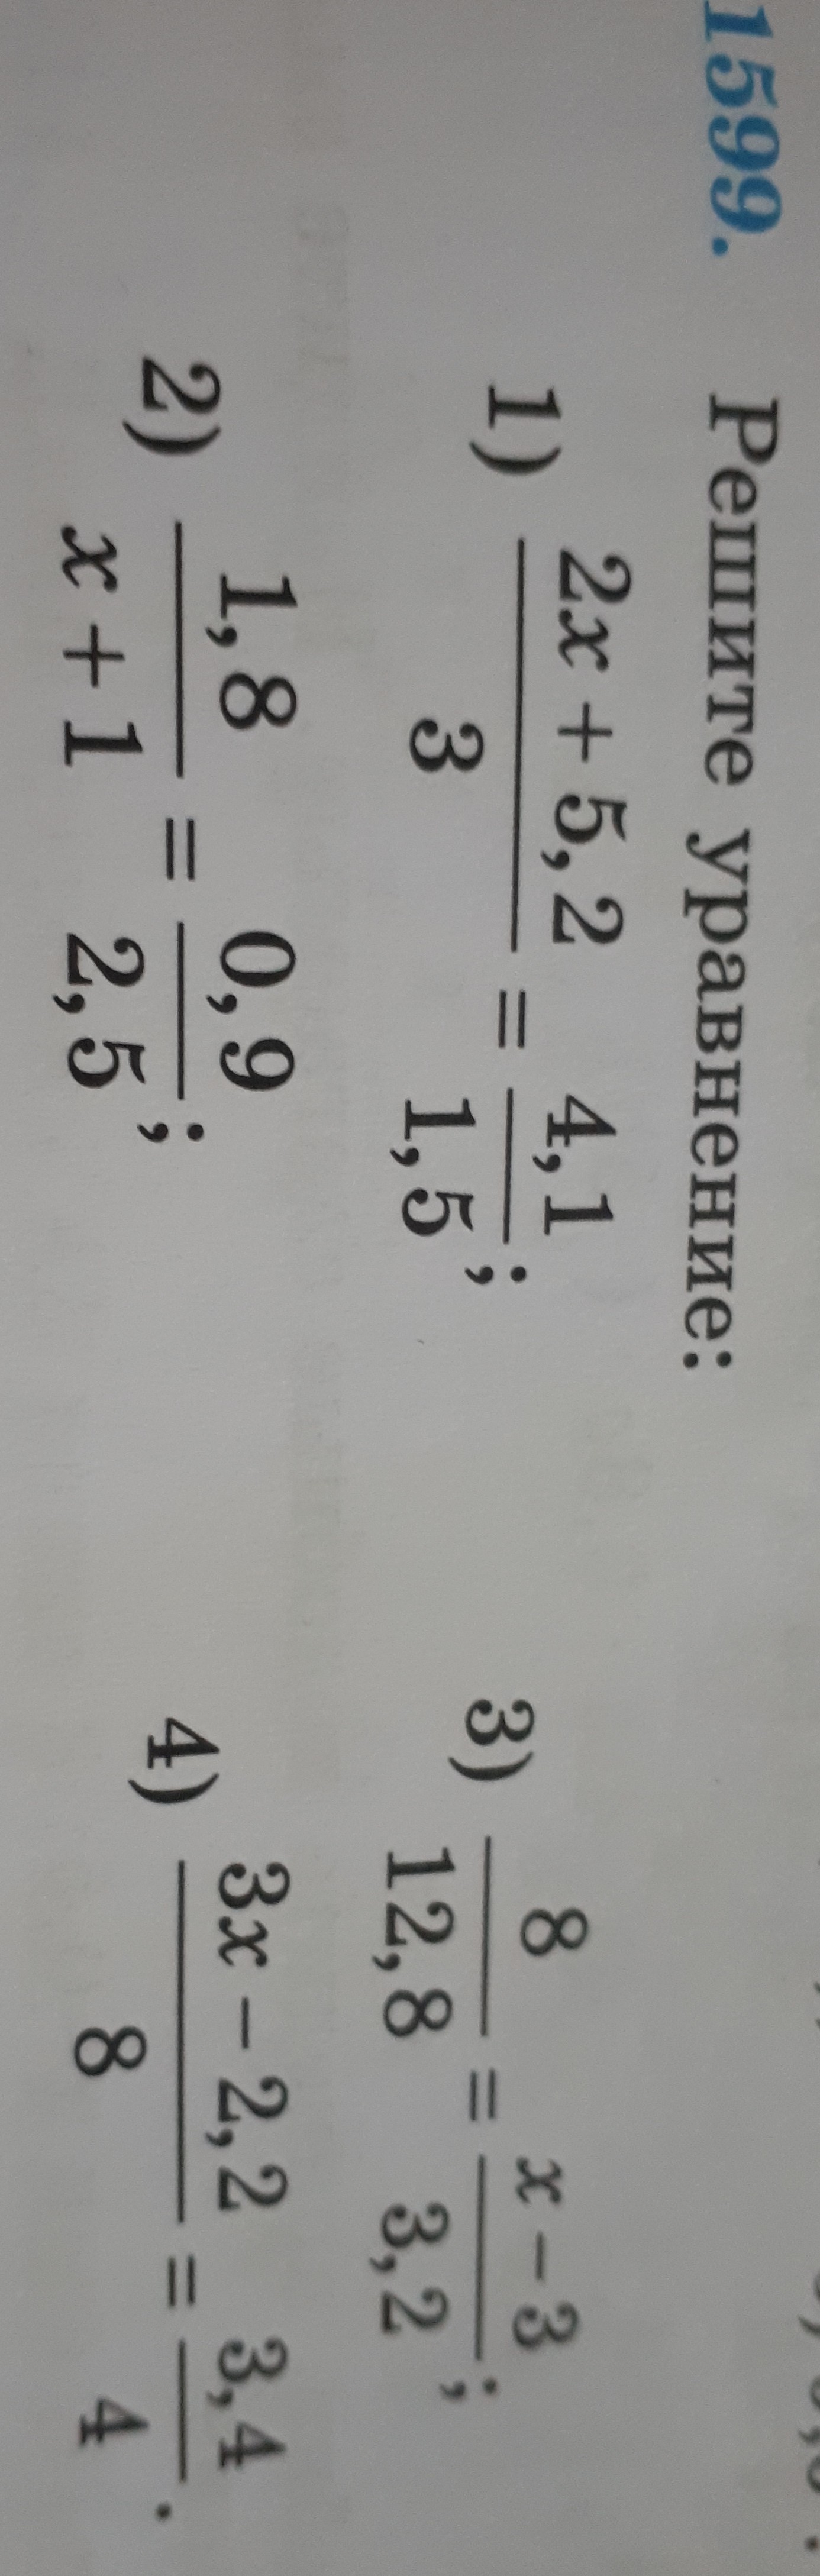 1599. Решите уравнение:
1) (2x + 5,2)/3 = 4,1/1,5;
3) 8/12,8 = (x − 3)/3,2;
2) 1,8/(x + 1) = 0,9/2,5;
4) (3x − 2,2)/8 = 3,4/4.